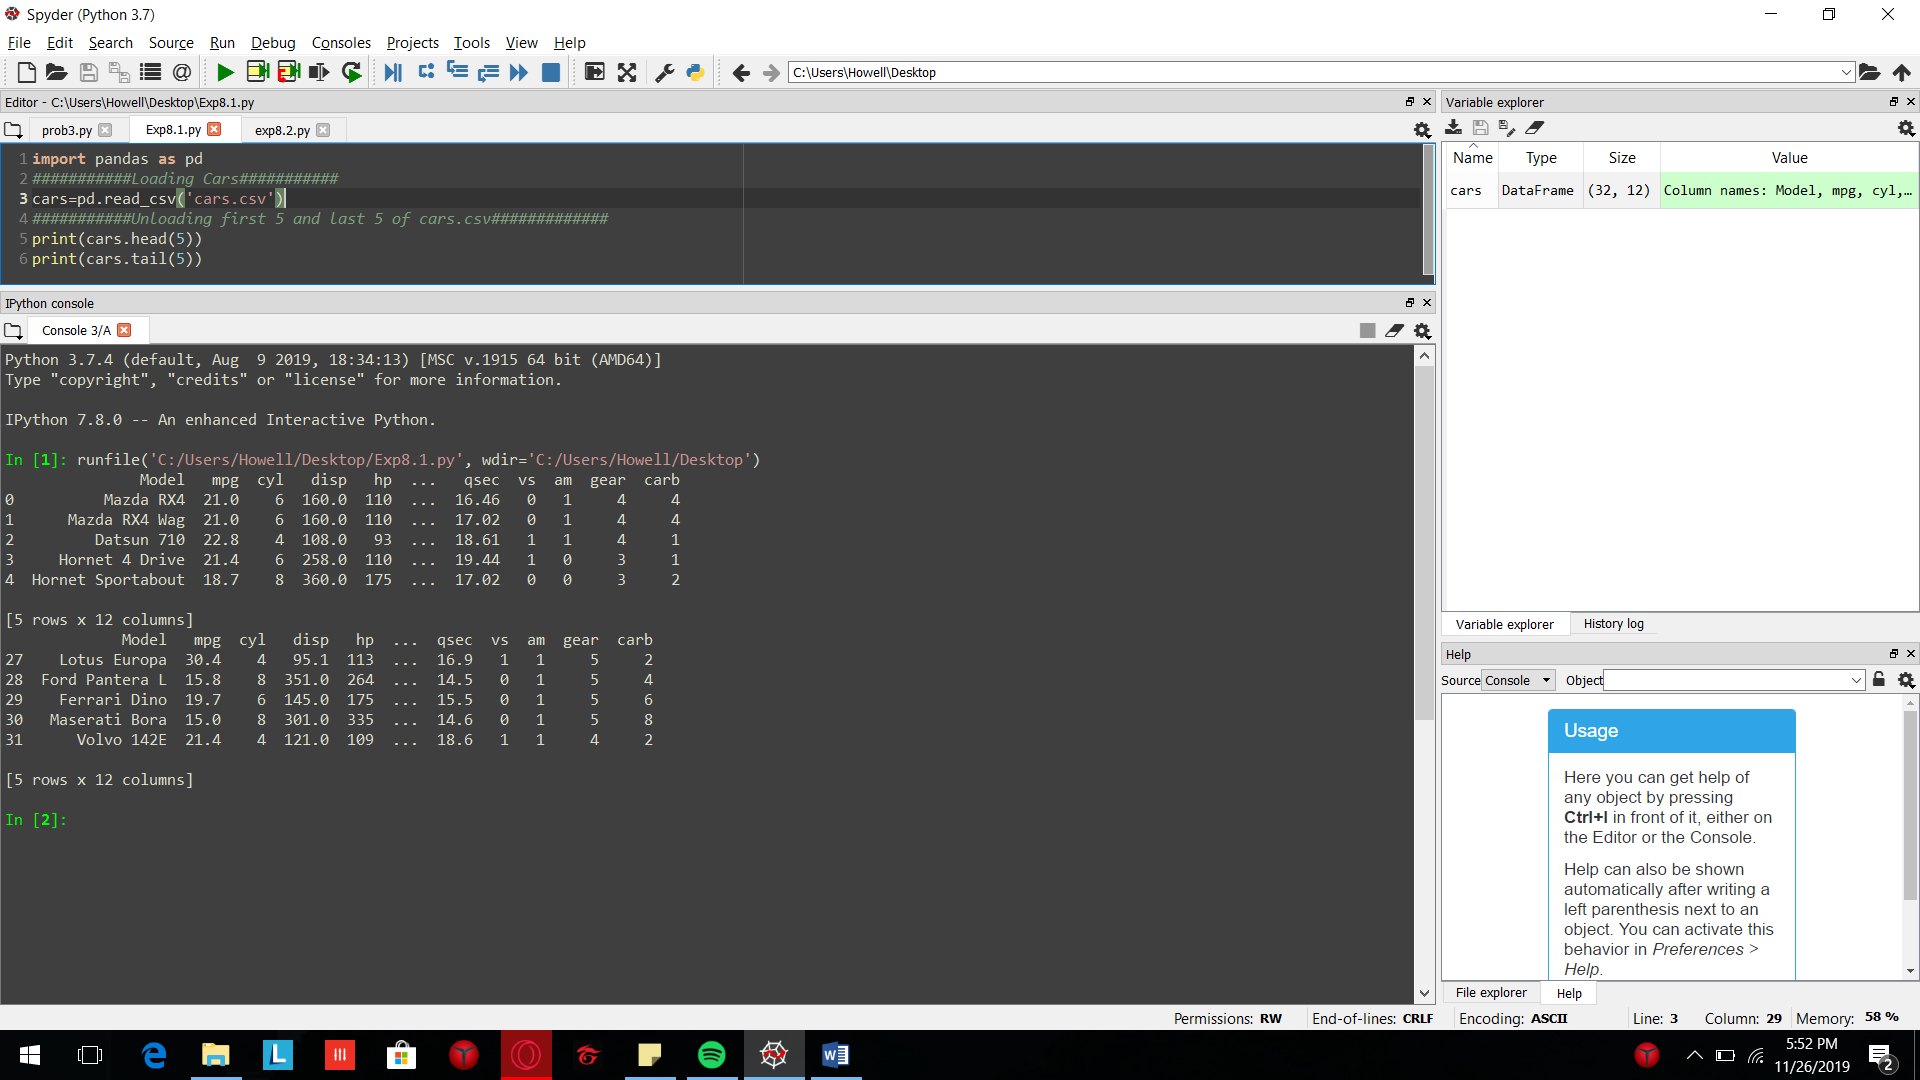 Spyder (Python 3.7)
File Edit Search Source Run Debug Consoles Projects Tools View Help
C:\Users\Howell\Desktop
Editor - C:\Users\Howell\Desktop\Exp8.1.py
prob3.py Exp8.1.py exp8.2.py
1 import pandas as pd
2 ###########Loading Cars###########
3 cars=pd.read_csv('cars.csv')
4 ###########Unloading first 5 and last 5 of cars.csv#############
5 print(cars.head(5))
6 print(cars.tail(5))
IPython console
Console 3/A
Python 3.7.4 (default, Aug  9 2019, 18:34:13) [MSC v.1915 64 bit (AMD64)]
Type "copyright", "credits" or "license" for more information.
IPython 7.8.0 -- An enhanced Interactive Python.
In [1]: runfile('C:/Users/Howell/Desktop/Exp8.1.py', wdir='C:/Users/Howell/Desktop')
Model mpg cyl disp hp ... qsec vs am gear carb
0 Mazda RX4 21.0 6 160.0 110 ... 16.46 0 1 4 4
1 Mazda RX4 Wag 21.0 6 160.0 110 ... 17.02 0 1 4 4
2 Datsun 710 22.8 4 108.0 93 ... 18.61 1 1 4 1
3 Hornet 4 Drive 21.4 6 258.0 110 ... 19.44 1 0 3 1
4 Hornet Sportabout 18.7 8 360.0 175 ... 17.02 0 0 3 2
[5 rows x 12 columns]
Model mpg cyl disp hp ... qsec vs am gear carb
27 Lotus Europa 30.4 4 95.1 113 ... 16.9 1 1 5 2
28 Ford Pantera L 15.8 8 351.0 264 ... 14.5 0 1 5 4
29 Ferrari Dino 19.7 6 145.0 175 ... 15.5 0 1 5 6
30 Maserati Bora 15.0 8 301.0 335 ... 14.6 0 1 5 8
31 Volvo 142E 21.4 4 121.0 109 ... 18.6 1 1 4 2
[5 rows x 12 columns]
In [2]:
Variable explorer
Name Type Size Value
cars DataFrame (32, 12) Column names: Model, mpg, cyl,…
Variable explorer History log
Help
Source Console Object
Usage
Here you can get help of
any object by pressing
Ctrl+I in front of it, either on
the Editor or the Console.
Help can also be shown
automatically after writing a
left parenthesis next to an
object. You can activate this
behavior in Preferences >
Help.
File explorer Help
Permissions: RW End-of-lines: CRLF Encoding: ASCII Line: 3 Column: 29 Memory: 58 %
5:52 PM
11/26/2019
2